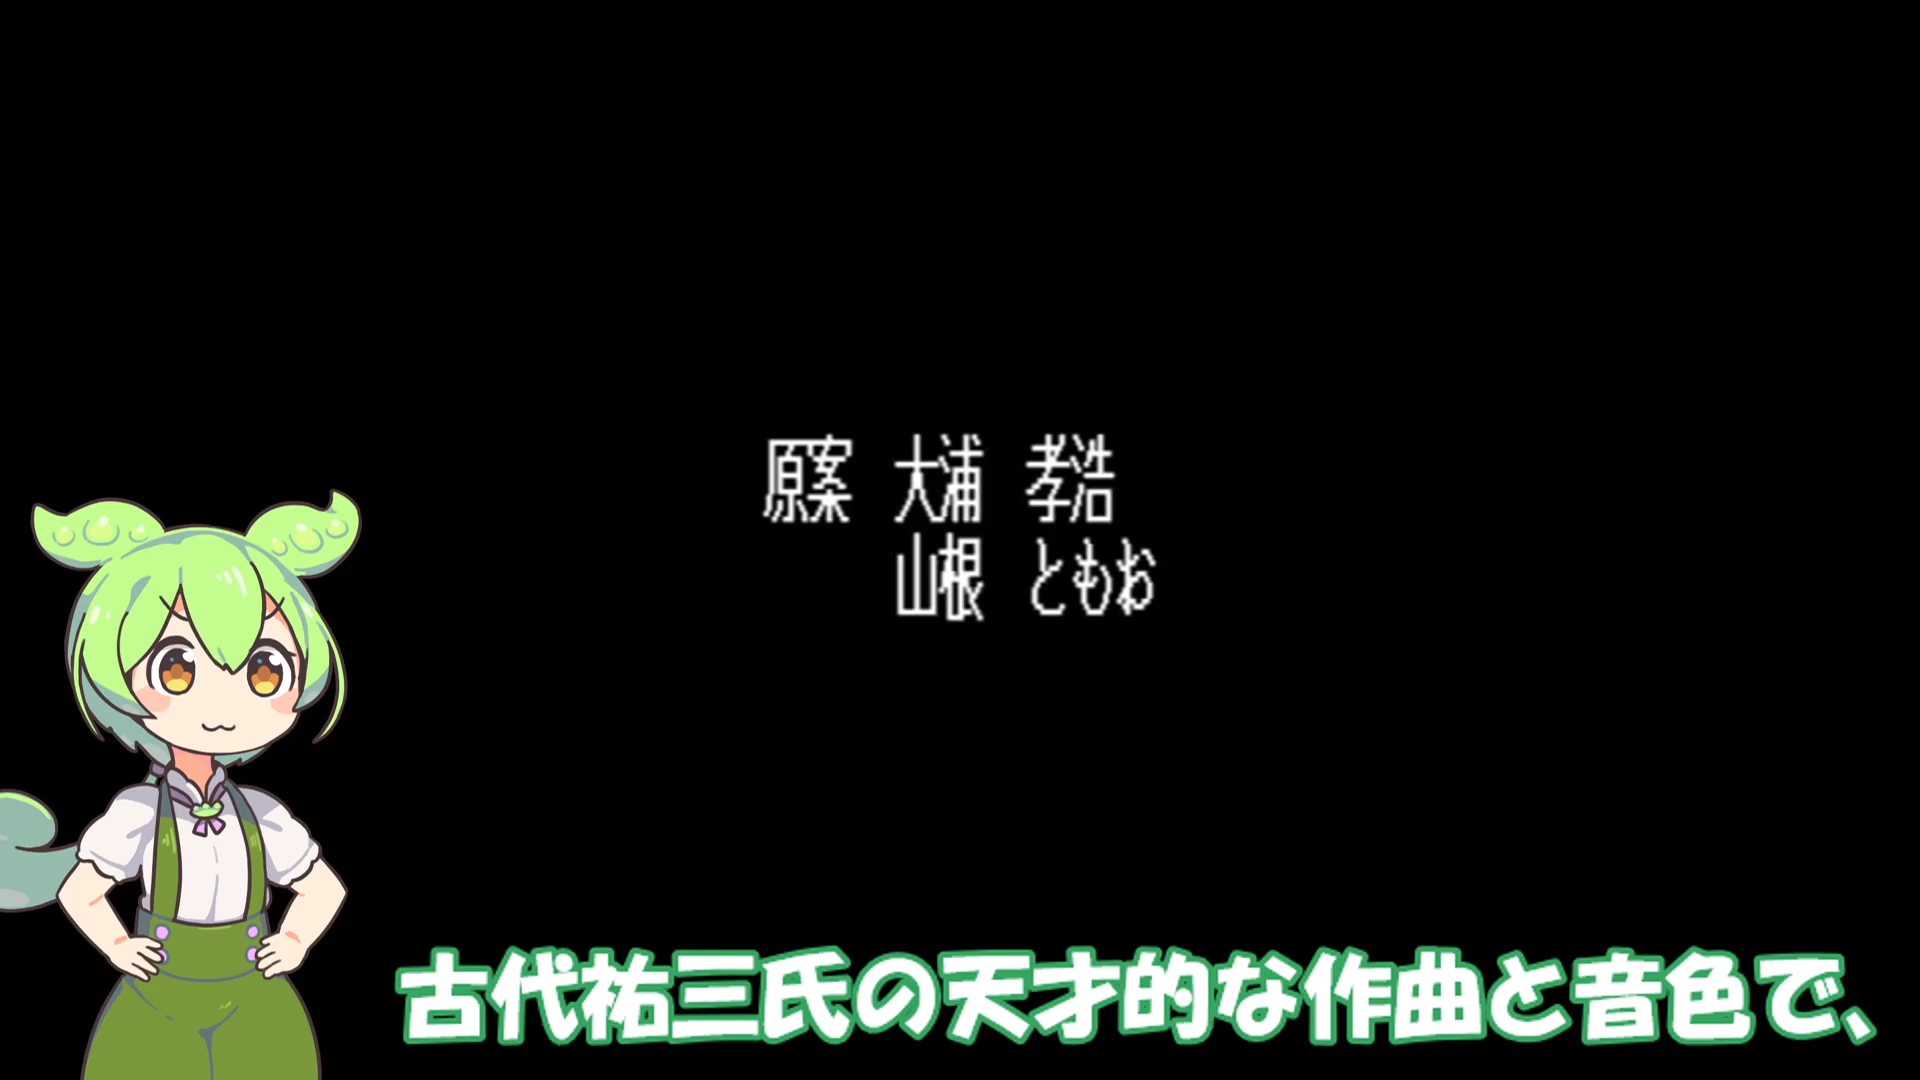 原案 大浦 孝浩
山根 ともお
古代祐三氏の天才的な作曲と音色で、